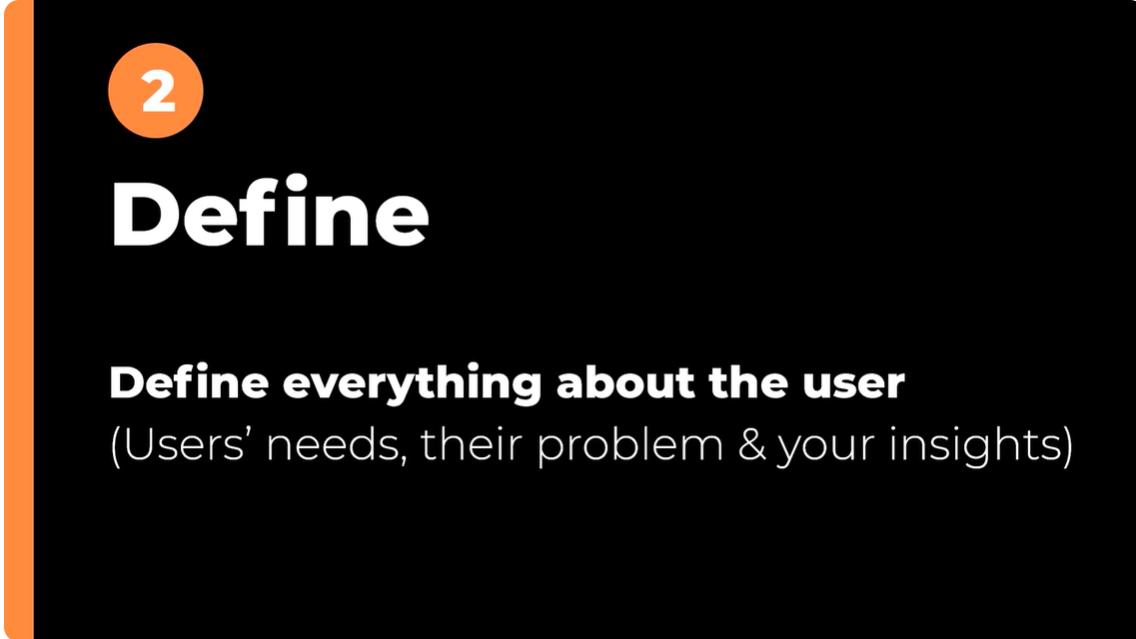 2
Define
Define everything about the user
(Users’ needs, their problem & your insights)